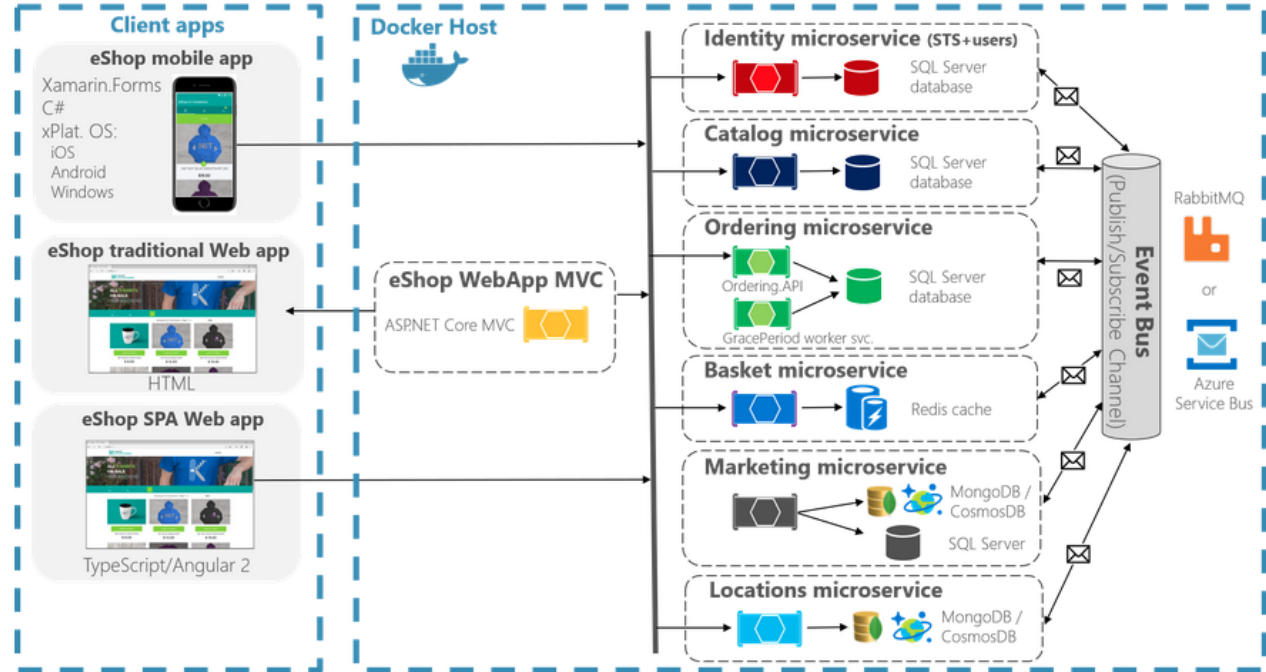 Client apps
eShop mobile app
Xamarin.Forms
C#
xPlat. OS:
iOS
Android
Windows
eShop traditional Web app
HTML
eShop SPA Web app
TypeScript/Angular 2
Docker Host
eShop WebApp MVC
ASP.NET Core MVC
Identity microservice (STS+users)
SQL Server
database
Catalog microservice
SQL Server
database
Ordering microservice
Ordering.API
SQL Server
database
GracePeriod worker svc.
Basket microservice
Redis cache
Marketing microservice
MongoDB /
CosmosDB
SQL Server
Locations microservice
MongoDB /
CosmosDB
Event Bus
(Publish/Subscribe Channel)
RabbitMQ
or
Azure
Service Bus